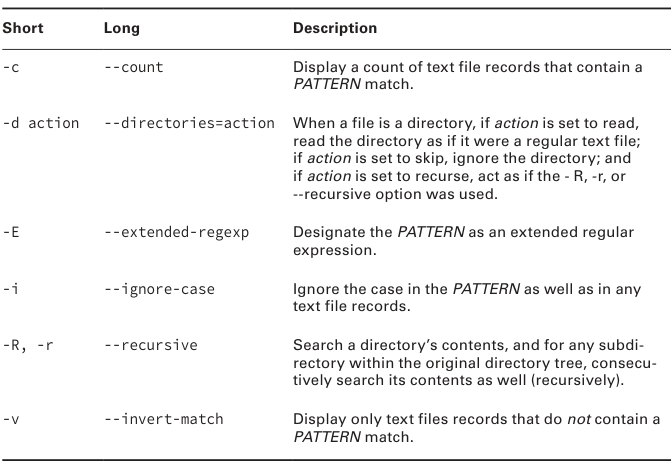 Short Long Description
-c --count Display a count of text file records that contain a
PATTERN match.
-d action --directories=action When a file is a directory, if action is set to read,
read the directory as if it were a regular text file;
if action is set to skip, ignore the directory; and
if action is set to recurse, act as if the - R, -r, or
--recursive option was used.
-E --extended-regexp Designate the PATTERN as an extended regular
expression.
-i --ignore-case Ignore the case in the PATTERN as well as in any
text file records.
-R, -r --recursive Search a directory's contents, and for any subdi-
rectory within the original directory tree, consecu-
tively search its contents as well (recursively).
-v --invert-match Display only text files records that do not contain a
PATTERN match.